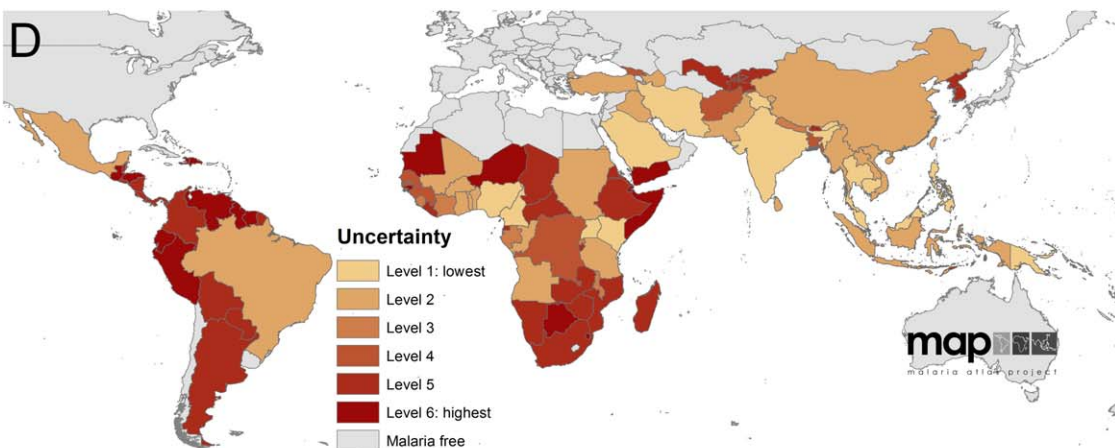 D
Uncertainty
Level 1: lowest
Level 2
Level 3
Level 4
Level 5
Level 6: highest
Malaria free
map
malaria atlas project